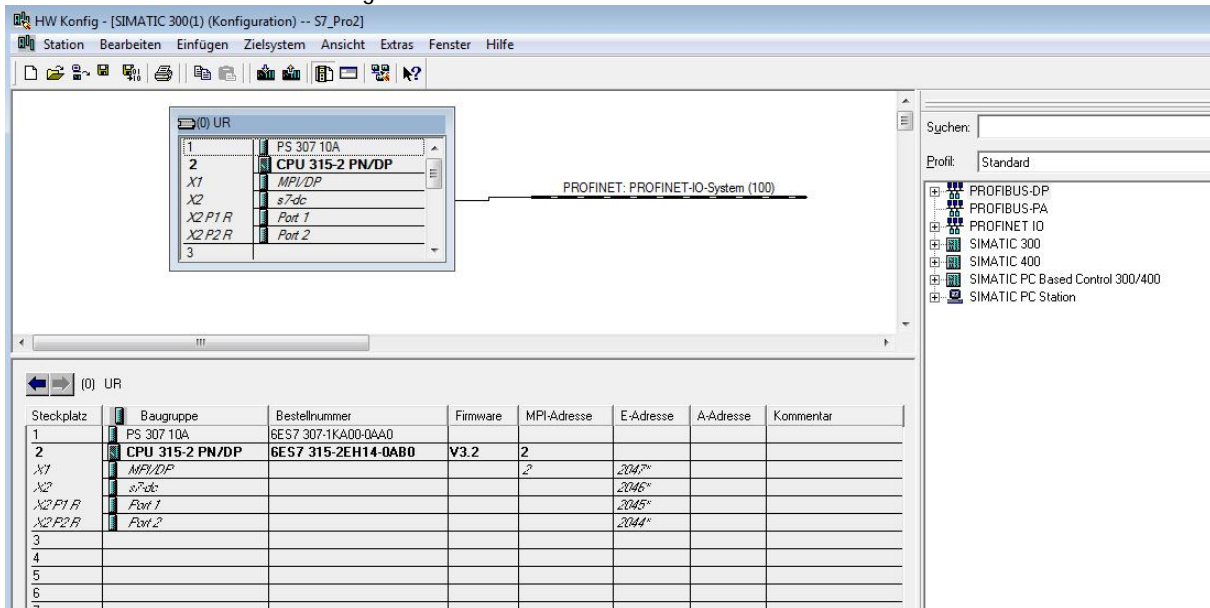 HW Konfig - [SIMATIC 300(1) (Konfiguration) -- S7_Pro2]
Station Bearbeiten Einfügen Zielsystem Ansicht Extras Fenster Hilfe
(0) UR
1 PS 307 10A
2 CPU 315-2 PN/DP
X1 MPI/DP
X2 s7-dc
X2 P1 R Port 1
X2 P2 R Port 2
3
PROFINET: PROFINET-IO-System (100)
Suchen:
Profil: Standard
PROFIBUS-DP
PROFIBUS-PA
PROFINET IO
SIMATIC 300
SIMATIC 400
SIMATIC PC Based Control 300/400
SIMATIC PC Station
(0) UR
Steckplatz Baugruppe Bestellnummer Firmware MPI-Adresse E-Adresse A-Adresse Kommentar
1 PS 307 10A 6ES7 307-1KA00-0AA0
2 CPU 315-2 PN/DP 6ES7 315-2EH14-0AB0 V3.2 2
X1 MPI/DP 2 2047*
X2 s7-dc 2046*
X2 P1 R Port 1 2045*
X2 P2 R Port 2 2044*
3
4
5
6